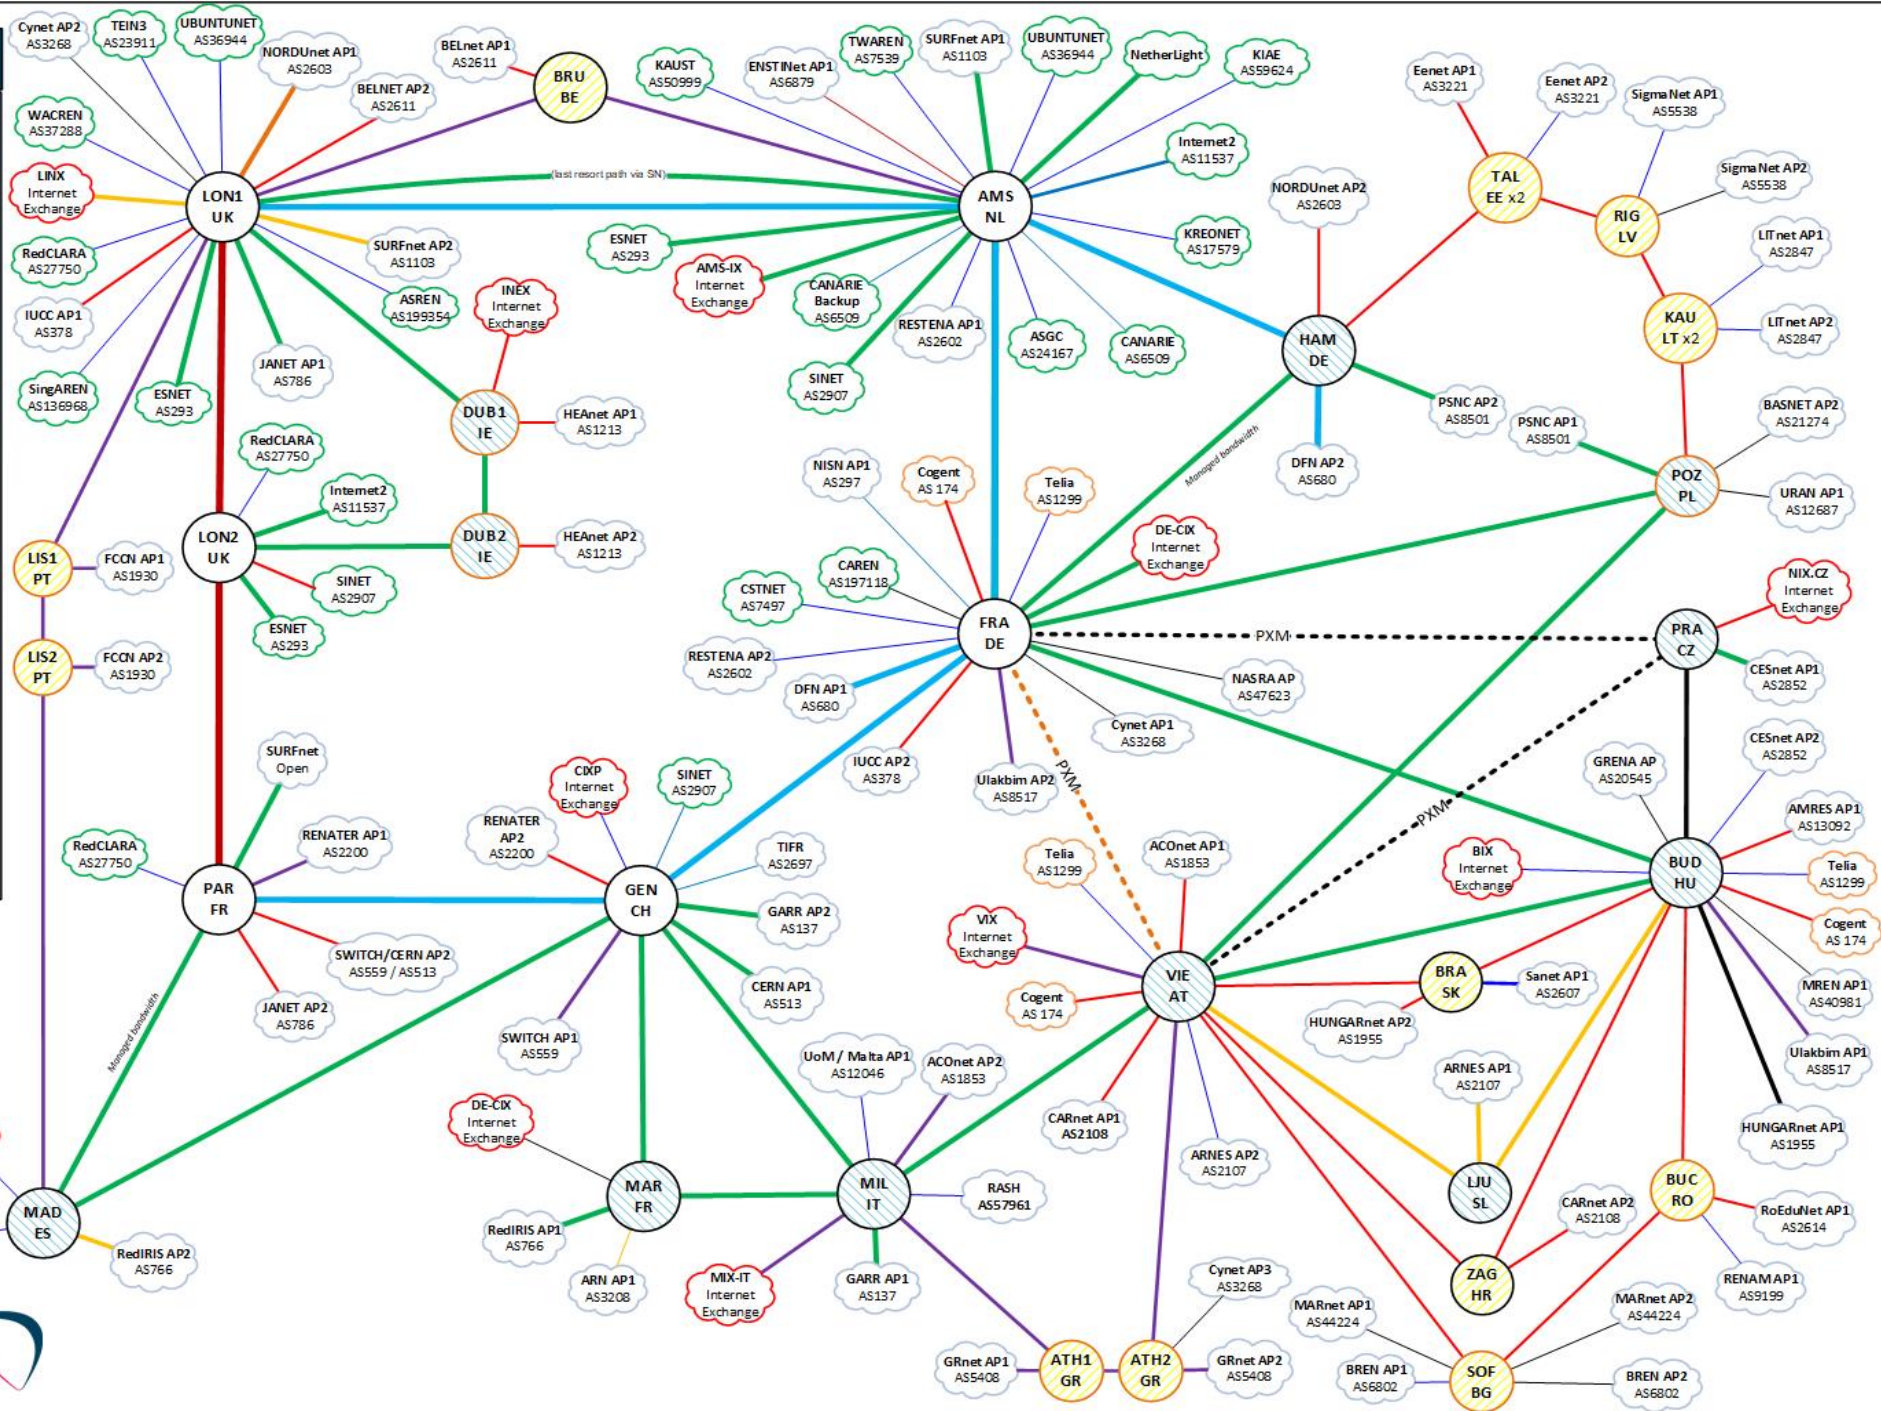 Cynet AP2
AS3268
TEIN3
AS23911
UBUNTUNET
AS36944
NORDUnet AP1
AS2603
BELnet AP1
AS2611
BRU
BE
KAUST
AS50999
ENSTINet AP1
AS6879
TWAREN
AS7539
SURFnet AP1
AS1103
UBUNTUNET
AS36944
NetherLight
KIAE
AS59624
Eenet AP1
AS3221
Eenet AP2
AS3221
SigmaNet AP1
AS5538
BELNET AP2
AS2611
WACREN
AS37288
Internet2
AS11537
LINX
Internet
Exchange
LON1
UK
(last resort path via SN)
AMS
NL
NORDUnet AP2
AS2603
TAL
EE x2
SigmaNet AP2
AS5538
RIG
LV
RedCLARA
AS27750
SURFnet AP2
AS1103
ESNET
AS293
KREONET
AS17579
LITnet AP1
AS2847
AMS-IX
Internet
Exchange
CANARIE
Backup
AS6509
IUCC AP1
AS378
ASREN
AS199354
INEX
Internet
Exchange
RESTENA AP1
AS2602
ASGC
AS24167
CANARIE
AS6509
HAM
DE
KAU
LT x2
LITnet AP2
AS2847
SingAREN
AS136968
ESNET
AS293
JANET AP1
AS786
SINET
AS2907
DUB1
IE
HEAnet AP1
AS1213
PSNC AP2
AS8501
PSNC AP1
AS8501
BASNET AP2
AS21274
RedCLARA
AS27750
Managed bandwidth
DFN AP2
AS680
NISN AP1
AS297
Cogent
AS 174
Telia
AS1299
POZ
PL
URAN AP1
AS12687
Internet2
AS11537
LON2
UK
DUB2
IE
HEAnet AP2
AS1213
DE-CIX
Internet
Exchange
LIS1
PT
FCCN AP1
AS1930
SINET
AS2907
CAREN
AS197118
CSTNET
AS7497
NIX.CZ
Internet
Exchange
ESNET
AS293
FRA
DE
PXM
PRA
CZ
LIS2
PT
FCCN AP2
AS1930
RESTENA AP2
AS2602
DFN AP1
AS680
NASRA AP
AS47623
CESnet AP1
AS2852
Cynet AP1
AS3268
SURFnet
Open
IUCC AP2
AS378
Ulakbim AP2
AS8517
PXM
CESnet AP2
AS2852
GRENA AP
AS20545
CIXP
Internet
Exchange
SINET
AS2907
PXM
RENATER
AP2
AS2200
AMRES AP1
AS13092
RedCLARA
AS27750
RENATER AP1
AS2200
TIFR
AS2697
Telia
AS1299
ACOnet AP1
AS1853
BIX
Internet
Exchange
BUD
HU
Telia
AS1299
PAR
FR
GEN
CH
GARR AP2
AS137
VIX
Internet
Exchange
Cogent
AS 174
SWITCH/CERN AP2
AS559 / AS513
CERN AP1
AS513
VIE
AT
BRA
SK
Sanet AP1
AS2607
MREN AP1
AS40981
JANET AP2
AS786
Cogent
AS 174
HUNGARnet AP2
AS1955
Managed bandwidth
SWITCH AP1
AS559
UoM / Malta AP1
AS12046
ACOnet AP2
AS1853
ARNES AP1
AS2107
Ulakbim AP1
AS8517
DE-CIX
Internet
Exchange
CARnet AP1
AS2108
HUNGARnet AP1
AS1955
ARNES AP2
AS2107
MAD
ES
MAR
FR
MIL
IT
RASH
AS57961
LJU
SL
BUC
RO
CARnet AP2
AS2108
RoEduNet AP1
AS2614
RedIRIS AP1
AS766
RedIRIS AP2
AS766
ARN AP1
AS3208
MIX-IT
Internet
Exchange
GARR AP1
AS137
Cynet AP3
AS3268
ZAG
HR
RENAM AP1
AS9199
MARnet AP1
AS44224
MARnet AP2
AS44224
GRnet AP1
AS5408
ATH1
GR
ATH2
GR
GRnet AP2
AS5408
BREN AP1
AS6802
SOF
BG
BREN AP2
AS6802